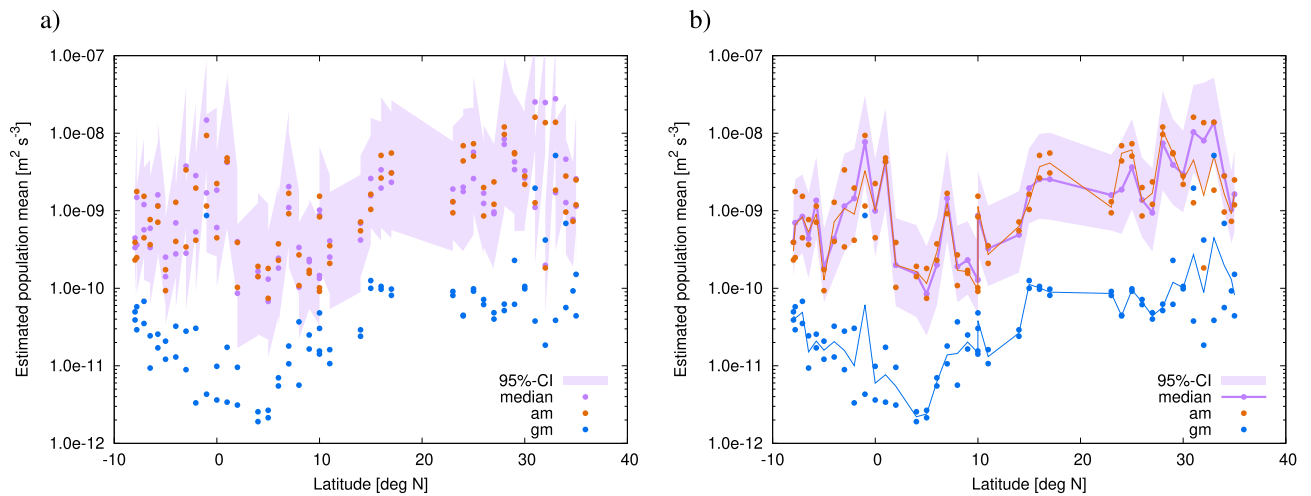 a)
1.0e-07
1.0e-08
1.0e-09
1.0e-10
1.0e-11
1.0e-12
Estimated population mean [m² s⁻³]
-10 0 10 20 30 40
Latitude [deg N]
95%-CI
median
am
gm
b)
1.0e-07
1.0e-08
1.0e-09
1.0e-10
1.0e-11
1.0e-12
Estimated population mean [m² s⁻³]
-10 0 10 20 30 40
Latitude [deg N]
95%-CI
median
am
gm